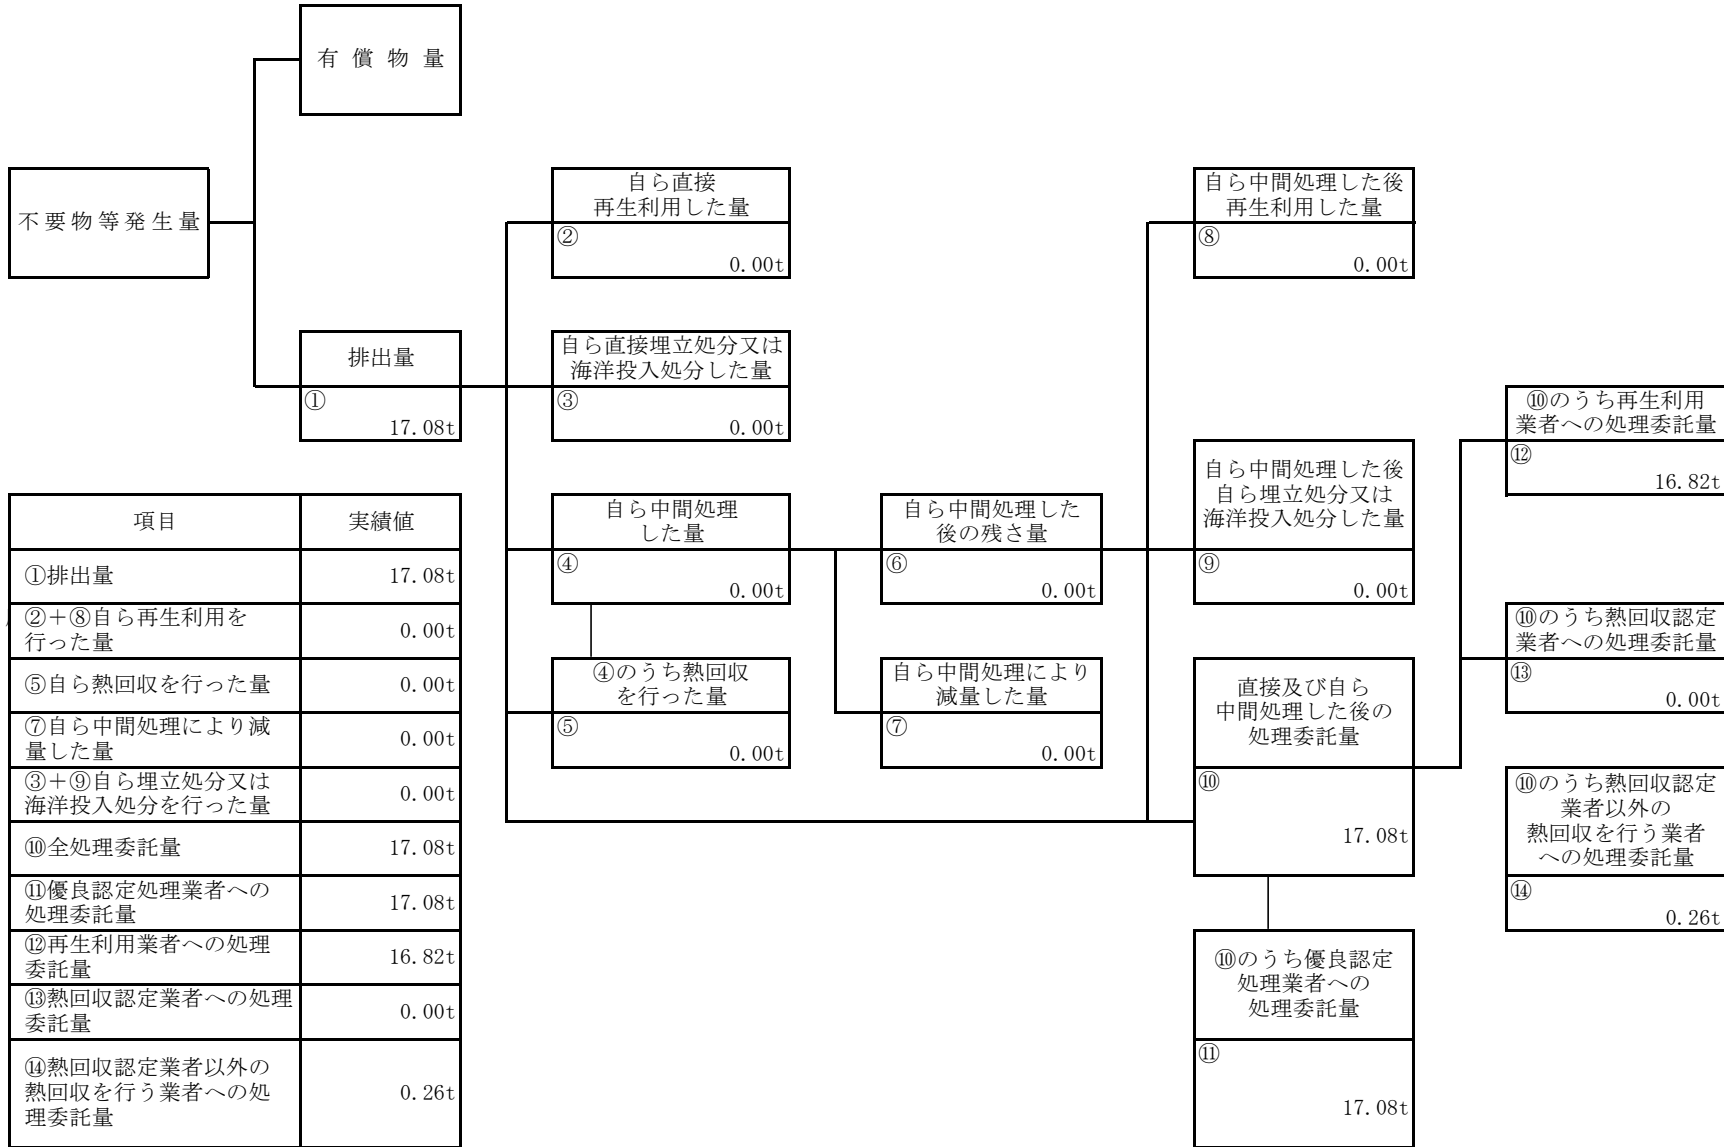 有償物量
不要物等発生量
自ら直接
再生利用した量
②
0.00t
自ら中間処理した後
再生利用した量
⑧
0.00t
排出量
①
17.08t
自ら直接埋立処分又は
海洋投入処分した量
③
0.00t
⑩のうち再生利用
業者への処理委託量
⑫
16.82t
自ら中間処理
した量
④
0.00t
自ら中間処理した
後の残さ量
⑥
0.00t
自ら中間処理した後
自ら埋立処分又は
海洋投入処分した量
⑨
0.00t
⑩のうち熱回収認定
業者への処理委託量
⑬
0.00t
④のうち熱回収
を行った量
⑤
0.00t
自ら中間処理により
減量した量
⑦
0.00t
直接及び自ら
中間処理した後の
処理委託量
⑩
17.08t
⑩のうち熱回収認定
業者以外の
熱回収を行う業者
への処理委託量
⑭
0.26t
⑩のうち優良認定
処理業者への
処理委託量
⑪
17.08t
項目 実績値
①排出量 17.08t
②＋⑧自ら再生利用を
行った量 0.00t
⑤自ら熱回収を行った量 0.00t
⑦自ら中間処理により減
量した量 0.00t
③＋⑨自ら埋立処分又は
海洋投入処分を行った量 0.00t
⑩全処理委託量 17.08t
⑪優良認定処理業者への
処理委託量 17.08t
⑫再生利用業者への処理
委託量 16.82t
⑬熱回収認定業者への処理
委託量 0.00t
⑭熱回収認定業者以外の
熱回収を行う業者への処
理委託量 0.26t